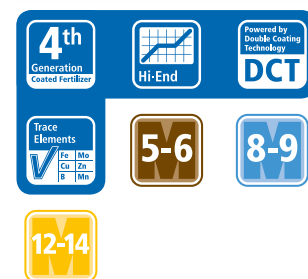 4th
Generation
Coated Fertilizer
Hi-End
Powered by
Double Coating
Technology
DCT
Trace
Elements
Fe Mo
Cu Zn
B Mn
M
5-6
M
8-9
M
12-14